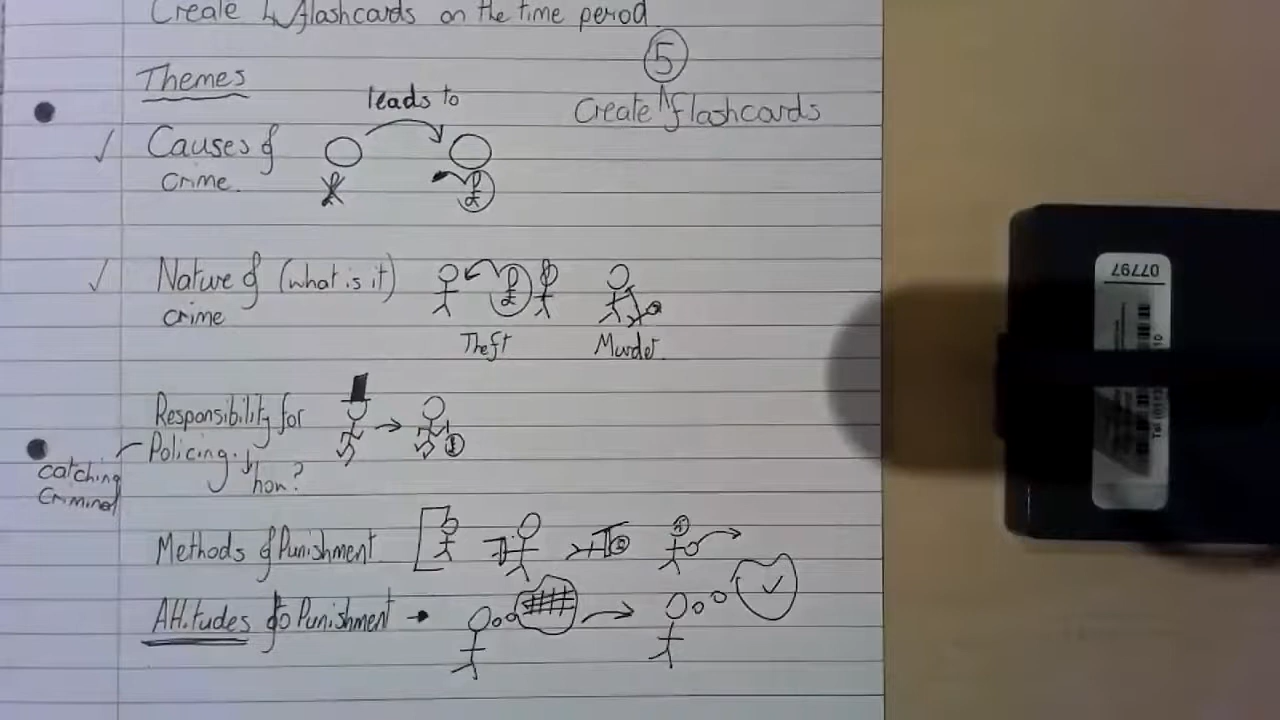 Create 4 flashcards on the time period
Themes
5
leads to
Create flashcards
Causes of
crime.
Nature of (what is it)
crime
Theft
Murder
Responsibility for
Policing.
how?
catching
Criminal
Methods of Punishment
Attitudes to Punishment
07797